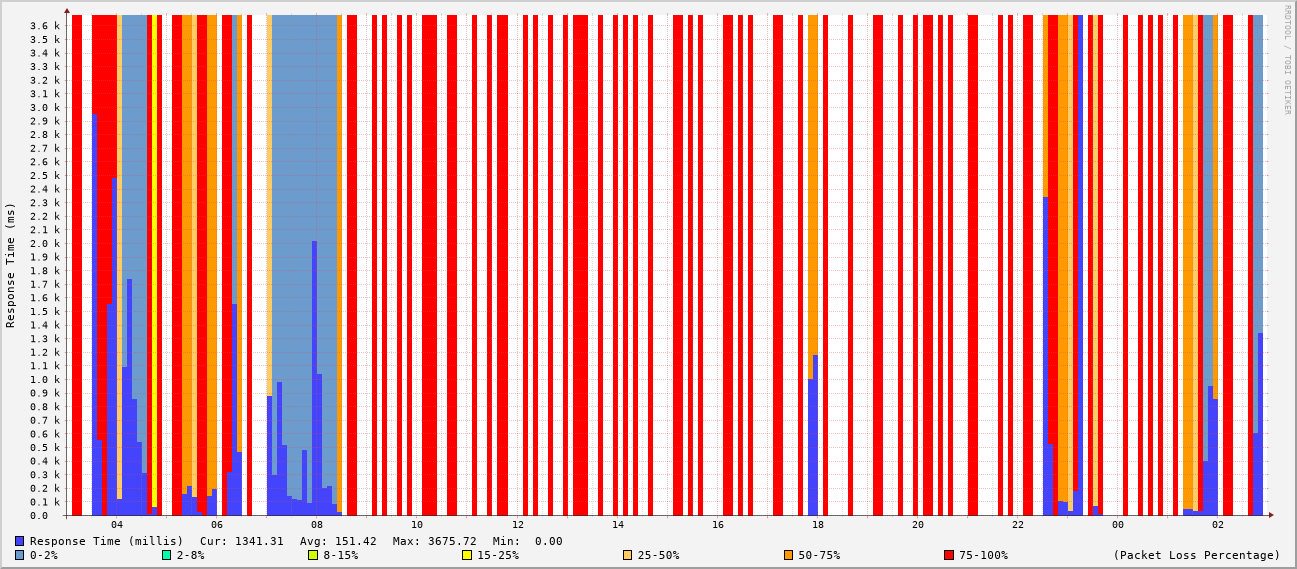 RRDTOOL / TOBI OETIKER
Response Time (ms)
3.6 k
3.5 k
3.4 k
3.3 k
3.2 k
3.1 k
3.0 k
2.9 k
2.8 k
2.7 k
2.6 k
2.5 k
2.4 k
2.3 k
2.2 k
2.1 k
2.0 k
1.9 k
1.8 k
1.7 k
1.6 k
1.5 k
1.4 k
1.3 k
1.2 k
1.1 k
1.0 k
0.9 k
0.8 k
0.7 k
0.6 k
0.5 k
0.4 k
0.3 k
0.2 k
0.1 k
0.0
04 06 08 10 12 14 16 18 20 22 00 02
Response Time (millis) Cur: 1341.31 Avg: 151.42 Max: 3675.72 Min: 0.00
0-2% 2-8% 8-15% 15-25% 25-50% 50-75% 75-100% (Packet Loss Percentage)